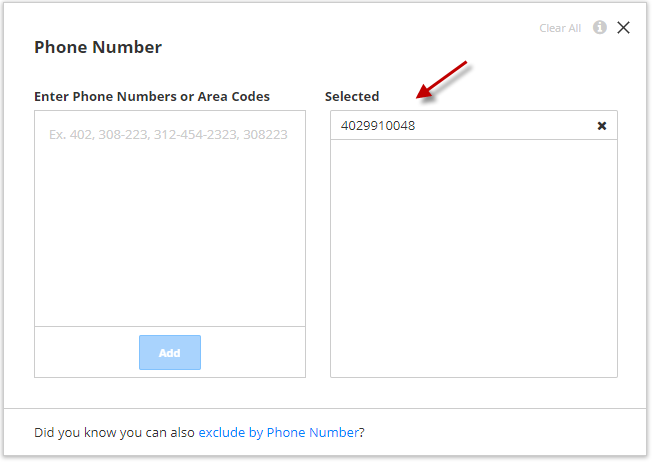 Clear All
Phone Number
Enter Phone Numbers or Area Codes
Selected
Ex. 402, 308-223, 312-454-2323, 308223
4029910048
Add
Did you know you can also exclude by Phone Number?